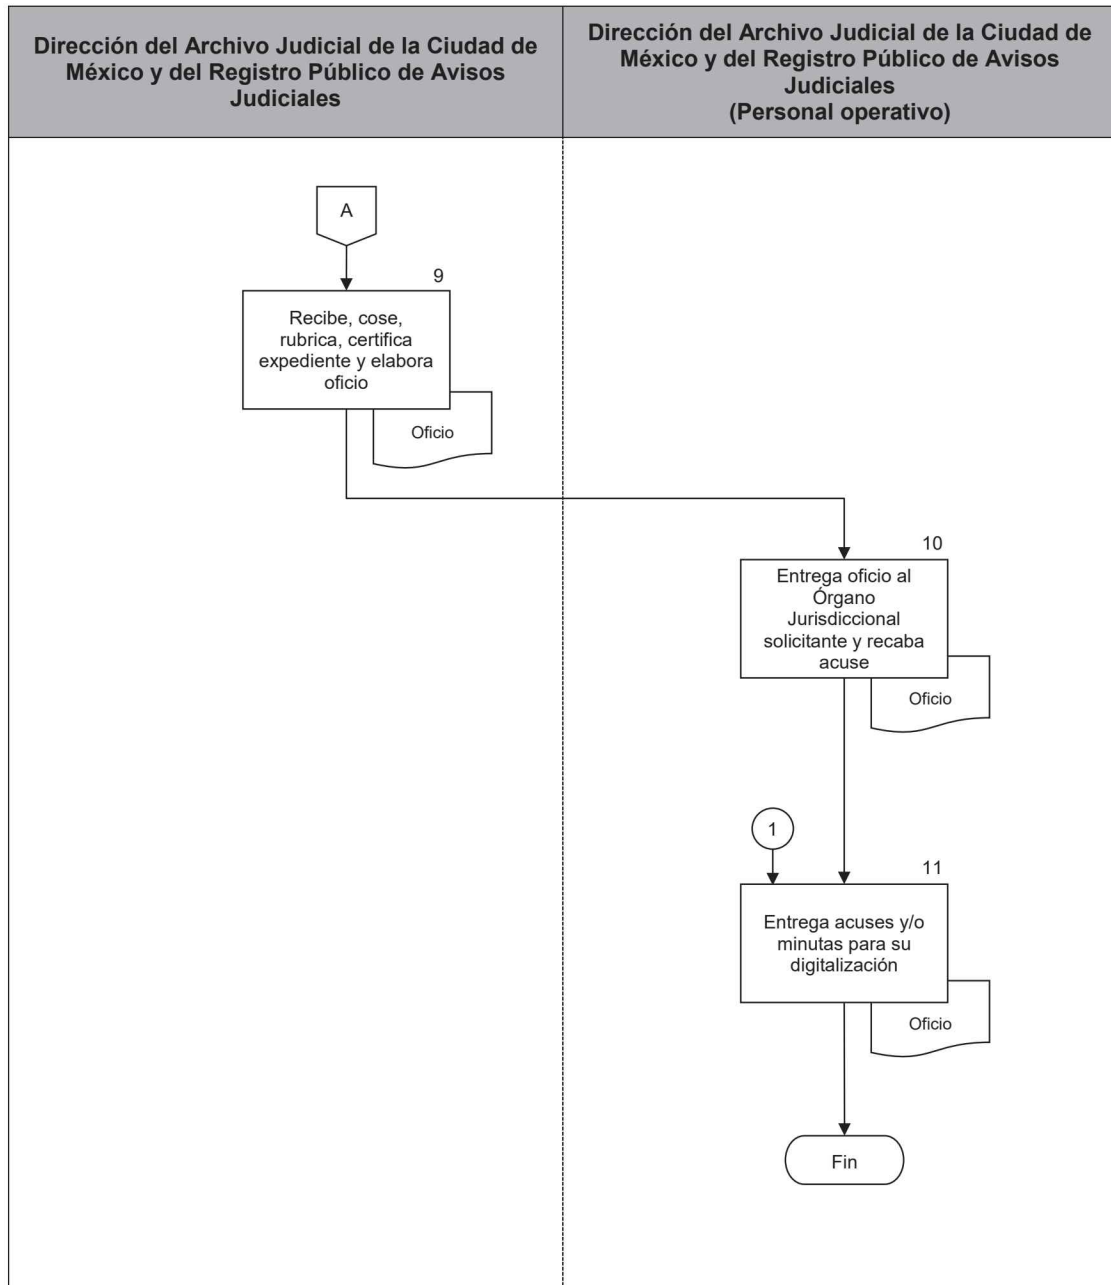 Dirección del Archivo Judicial de la Ciudad de
México y del Registro Público de Avisos
Judiciales
Dirección del Archivo Judicial de la Ciudad de
México y del Registro Público de Avisos
Judiciales
(Personal operativo)
A
9
Recibe, cose,
rubrica, certifica
expediente y elabora
oficio
Oficio
10
Entrega oficio al
Órgano
Jurisdiccional
solicitante y recaba
acuse
Oficio
1
11
Entrega acuses y/o
minutas para su
digitalización
Oficio
Fin